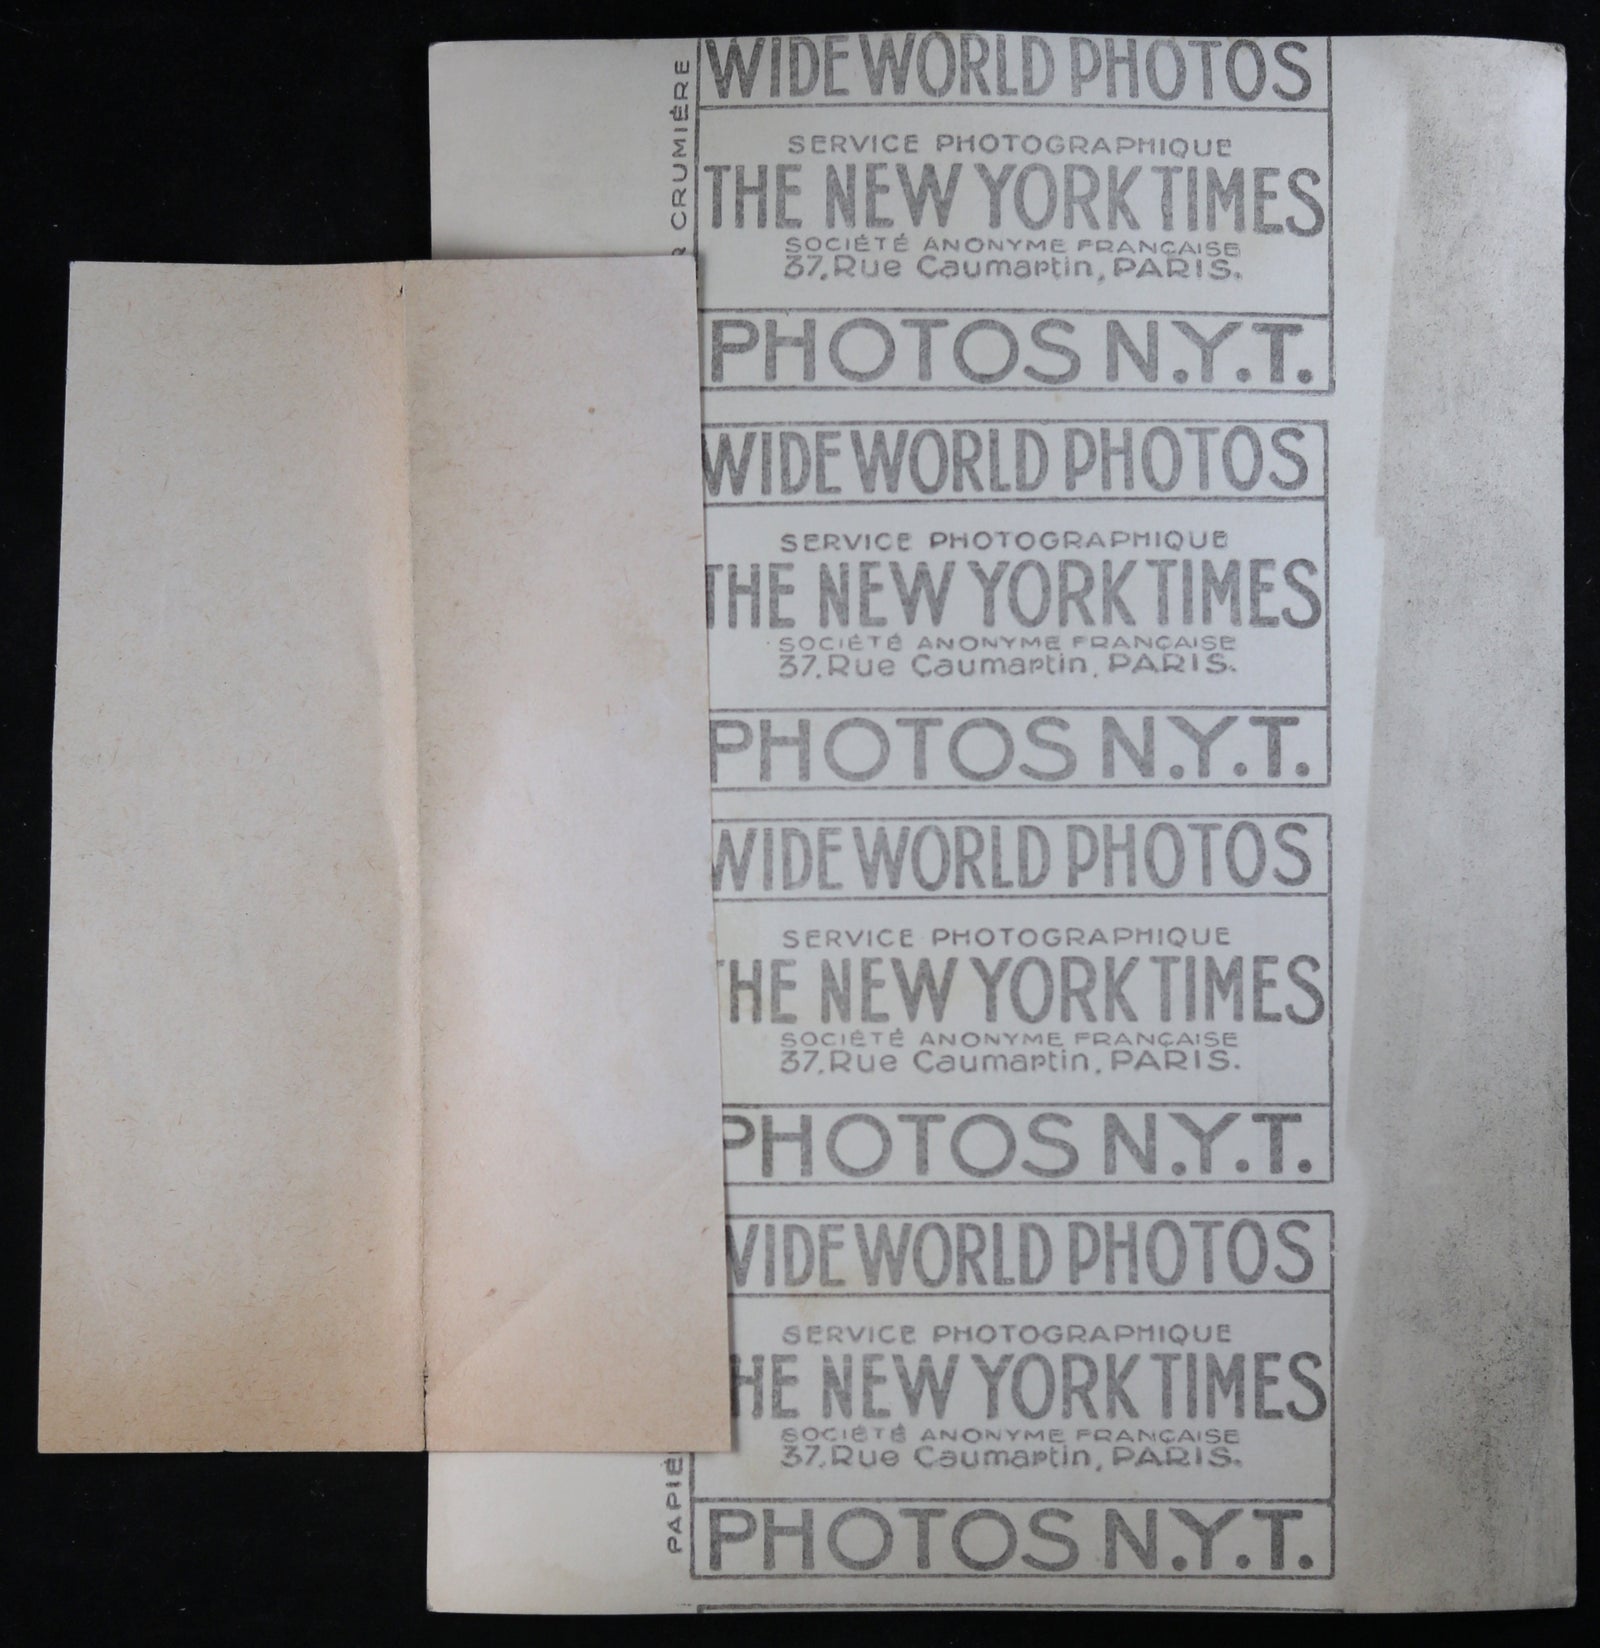 WIDE WORLD PHOTOS
SERVICE PHOTOGRAPHIQUE
THE NEW YORK TIMES
SOCIÉTÉ ANONYME FRANÇAISE
37, Rue Caumartin, PARIS.
PHOTOS N.Y.T.
WIDE WORLD PHOTOS
SERVICE PHOTOGRAPHIQUE
THE NEW YORK TIMES
SOCIÉTÉ ANONYME FRANÇAISE
37, Rue Caumartin, PARIS.
PHOTOS N.Y.T.
WIDE WORLD PHOTOS
SERVICE PHOTOGRAPHIQUE
THE NEW YORK TIMES
SOCIÉTÉ ANONYME FRANÇAISE
37, Rue Caumartin, PARIS.
PHOTOS N.Y.T.
WIDE WORLD PHOTOS
SERVICE PHOTOGRAPHIQUE
HE NEW YORK TIMES
SOCIÉTÉ ANONYME FRANÇAISE
37, Rue Caumartin, PARIS.
PHOTOS N.Y.T.
PAPIE
R CRUMIÈRE